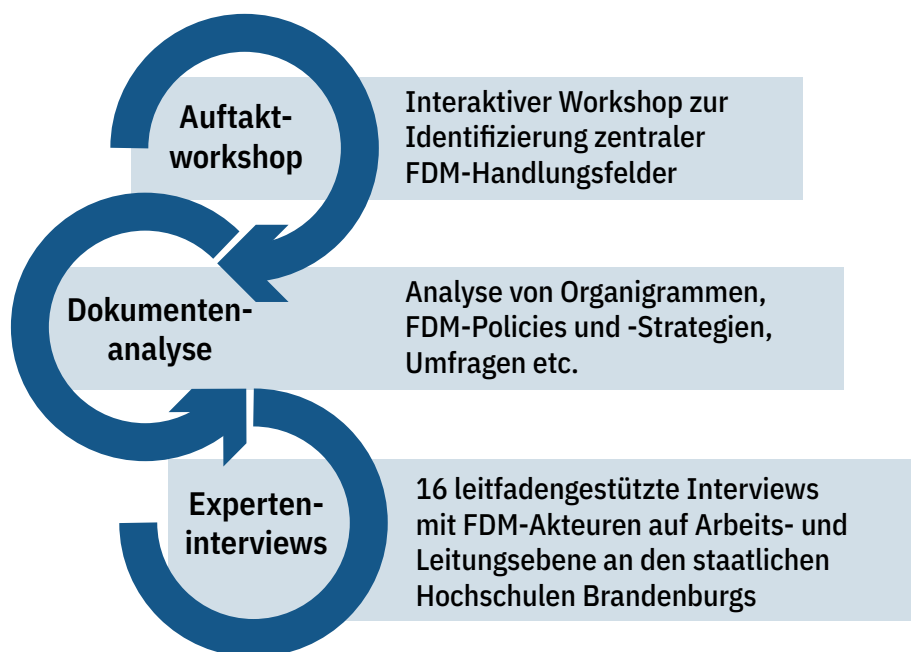 Auftakt-
workshop
Interaktiver Workshop zur
Identifizierung zentraler
FDM-Handlungsfelder
Dokumenten-
analyse
Analyse von Organigrammen,
FDM-Policies und -Strategien,
Umfragen etc.
Experten-
interviews
16 leitfadengestützte Interviews
mit FDM-Akteuren auf Arbeits- und
Leitungsebene an den staatlichen
Hochschulen Brandenburgs